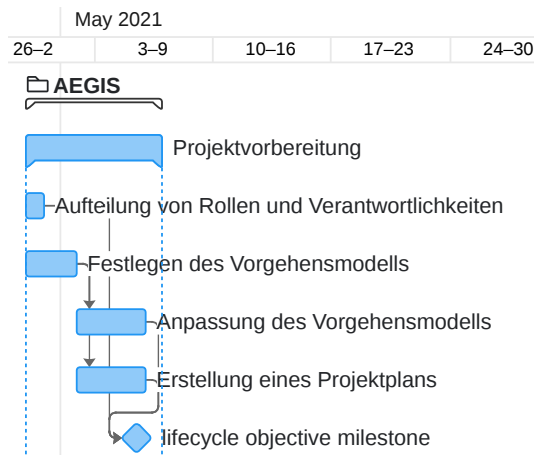 May 2021
26–2 3–9 10–16 17–23 24–30
AEGIS
Projektvorbereitung
Aufteilung von Rollen und Verantwortlichkeiten
Festlegen des Vorgehensmodells
Anpassung des Vorgehensmodells
Erstellung eines Projektplans
lifecycle objective milestone